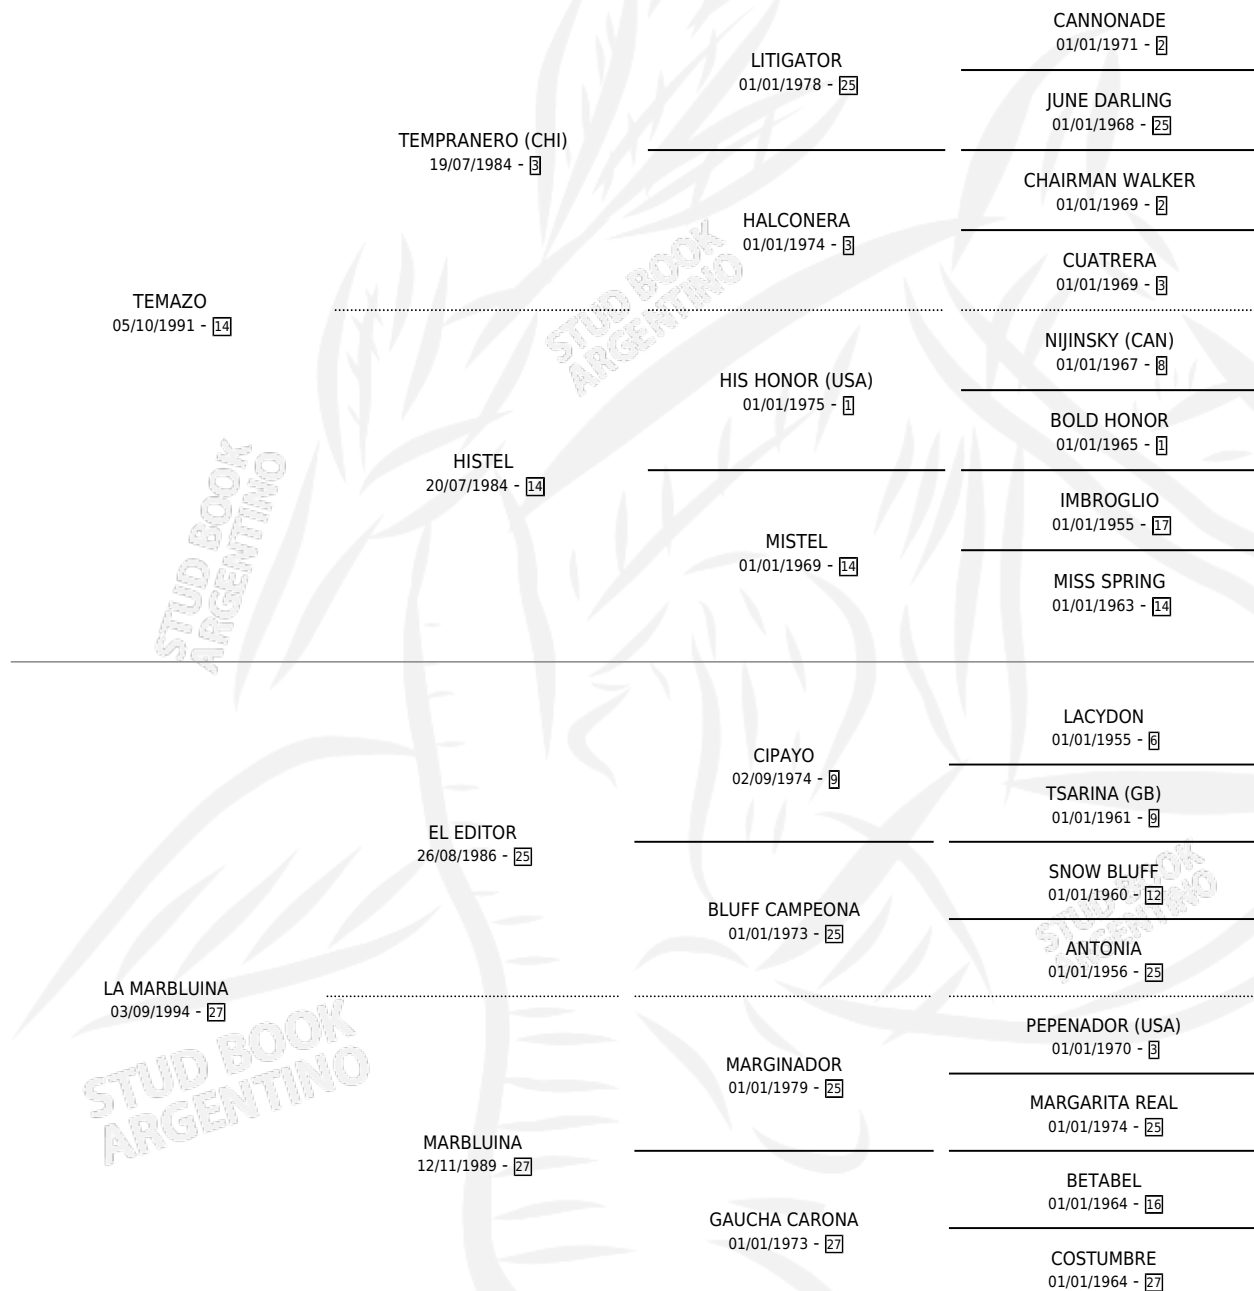 CANNONADE
01/01/1971 - 2
LITIGATOR
01/01/1978 - 25
JUNE DARLING
01/01/1968 - 25
TEMPRANERO (CHI)
19/07/1984 - 3
CHAIRMAN WALKER
01/01/1969 - 2
HALCONERA
01/01/1974 - 3
CUATRERA
01/01/1969 - 3
STUD BOOK
ARGENTINO
TEMAZO
05/10/1991 - 14
NIJINSKY (CAN)
01/01/1967 - 8
HIS HONOR (USA)
01/01/1975 - 1
BOLD HONOR
01/01/1965 - 1
HISTEL
20/07/1984 - 14
IMBROGLIO
01/01/1955 - 17
MISTEL
01/01/1969 - 14
MISS SPRING
01/01/1963 - 14
STUD BOOK
ARGENTINO
LACYDON
01/01/1955 - 6
CIPAYO
02/09/1974 - 9
TSARINA (GB)
01/01/1961 - 9
EL EDITOR
26/08/1986 - 25
SNOW BLUFF
01/01/1960 - 12
BLUFF CAMPEONA
01/01/1973 - 25
ANTONIA
01/01/1956 - 25
STUD BOOK
ARGENTINO
LA MARBLUINA
03/09/1994 - 27
PEPENADOR (USA)
01/01/1970 - 3
MARGINADOR
01/01/1979 - 25
MARGARITA REAL
01/01/1974 - 25
STUD BOOK
ARGENTINO
MARBLUINA
12/11/1989 - 27
BETABEL
01/01/1964 - 16
GAUCHA CARONA
01/01/1973 - 27
COSTUMBRE
01/01/1964 - 27